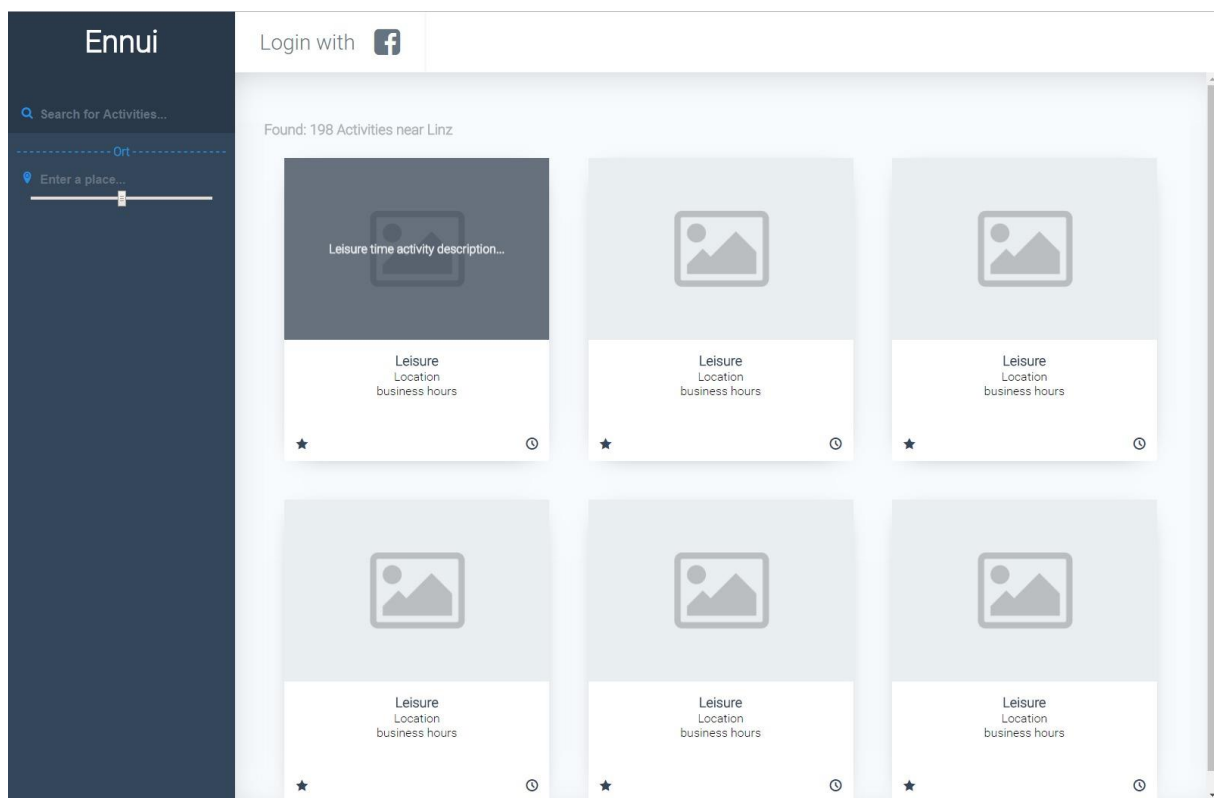 Ennui
Login with
Search for Activities...
Ort
Enter a place...
Found: 198 Activities near Linz
Leisure time activity description...
Leisure
Location
business hours
Leisure
Location
business hours
Leisure
Location
business hours
Leisure
Location
business hours
Leisure
Location
business hours
Leisure
Location
business hours